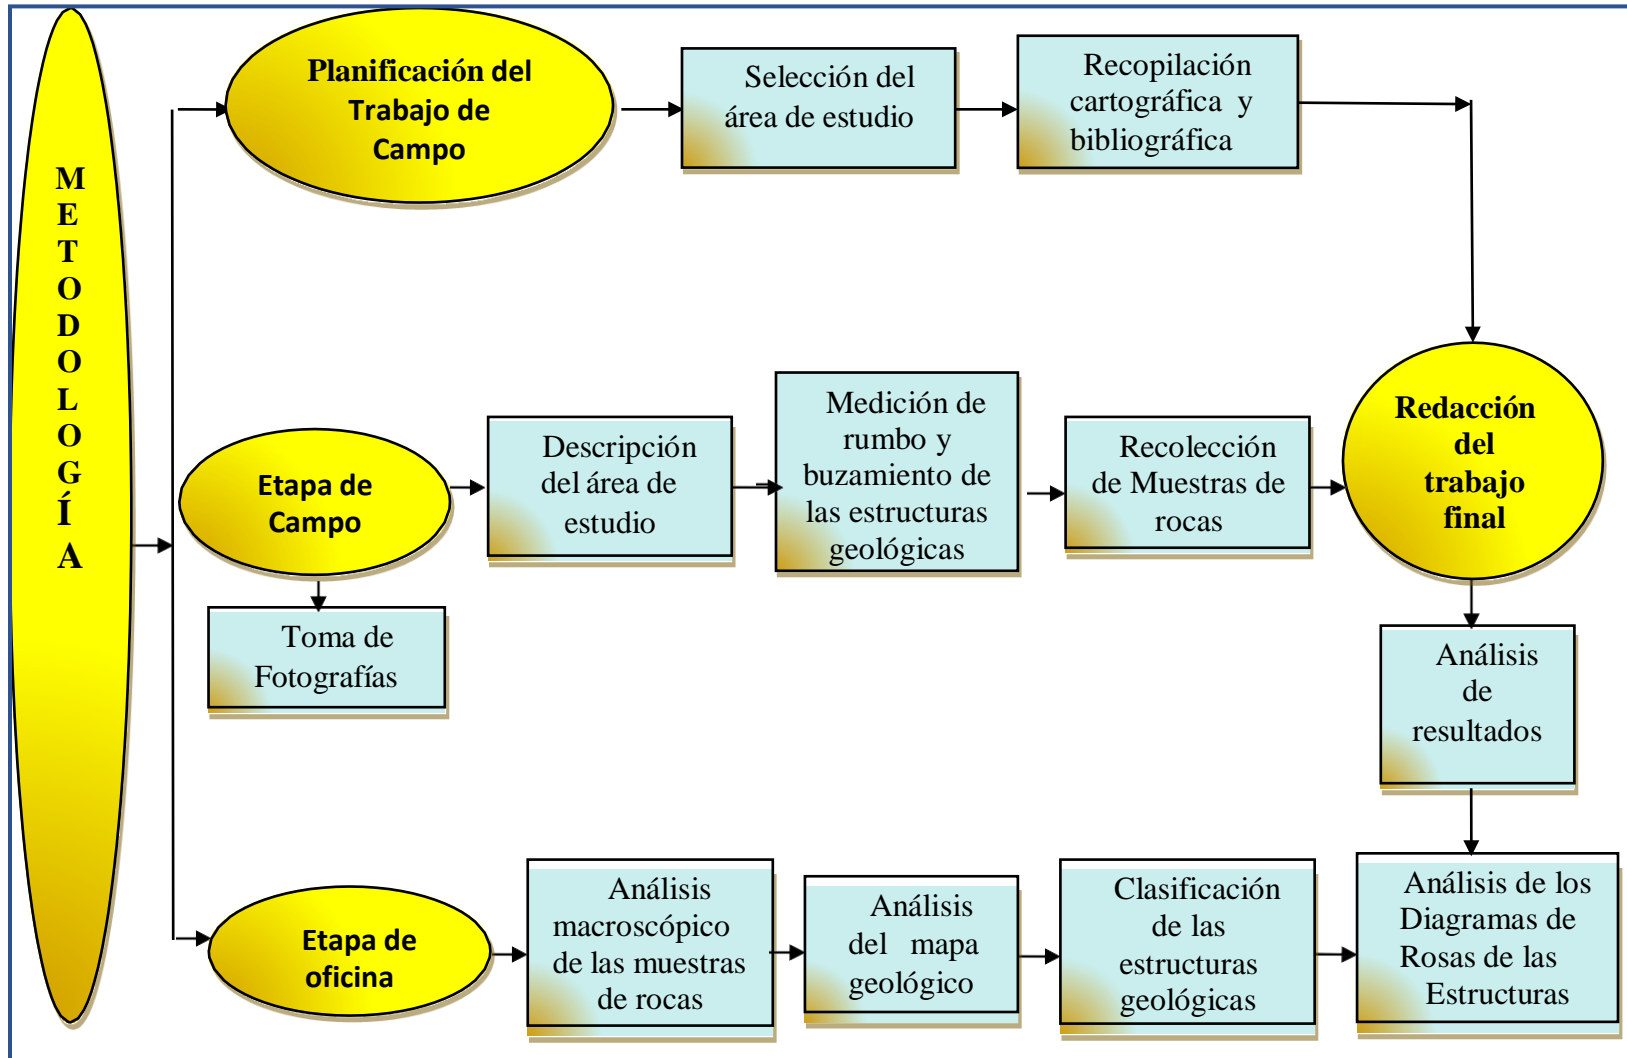 M
E
T
O
D
O
L
O
G
Í
A
Planificación del
Trabajo de
Campo
Selección del
área de estudio
Recopilación
cartográfica y
bibliográfica
Etapa de
Campo
Descripción
del área de
estudio
Medición de
rumbo y
buzamiento de
las estructuras
geológicas
Recolección
de Muestras de
rocas
Redacción
del
trabajo
final
Toma de
Fotografías
Análisis
de
resultados
Etapa de
oficina
Análisis
macroscópico
de las muestras
de rocas
Análisis
del mapa
geológico
Clasificación
de las
estructuras
geológicas
Análisis de los
Diagramas de
Rosas de las
Estructuras